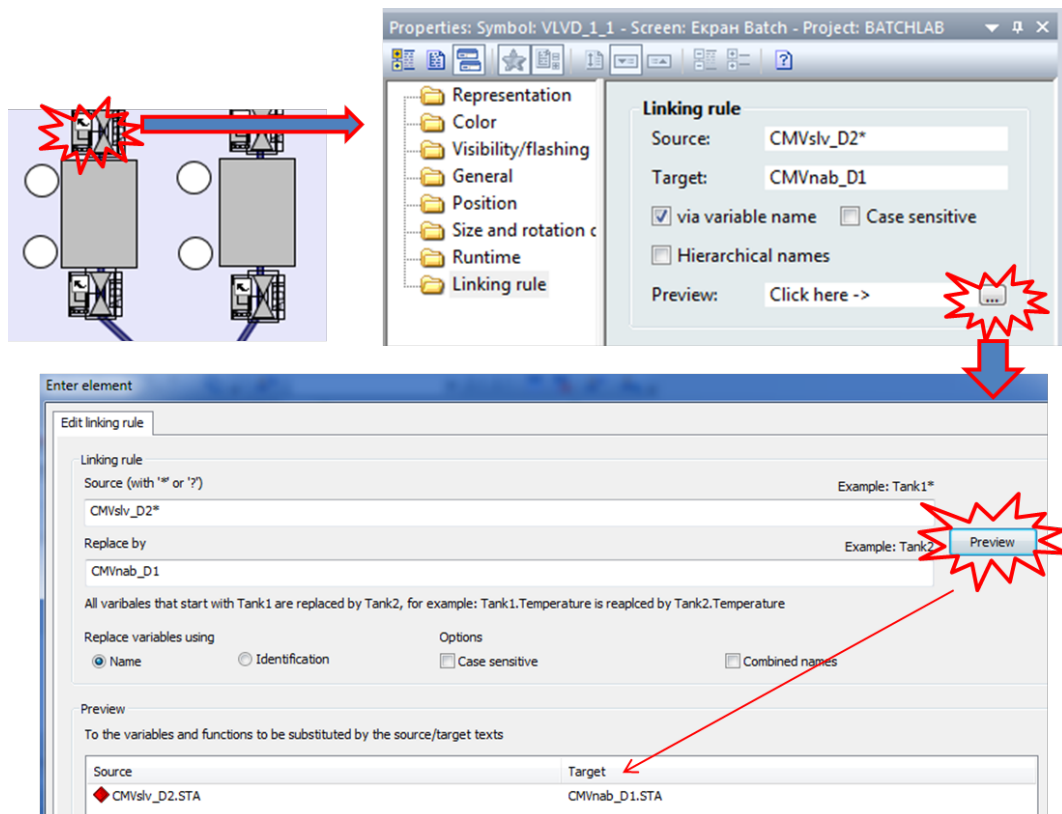 Properties: Symbol: VLVD_1_1 - Screen: Екран Batch - Project: BATCHLAB
Representation
Color
Visibility/flashing
General
Position
Size and rotation c
Runtime
Linking rule
Linking rule
Source: CMVslv_D2*
Target: CMVnab_D1
via variable name Case sensitive
Hierarchical names
Preview: Click here -> ...
Enter element
Edit linking rule
Linking rule
Source (with '*' or '?') Example: Tank1*
CMVslv_D2*
Preview
Replace by Example: Tank2
CMVnab_D1
All varibales that start with Tank1 are replaced by Tank2, for example: Tank1.Temperature is reaplced by Tank2.Temperature
Replace variables using Options
Name Identification Case sensitive Combined names
Preview
To the variables and functions to be substituted by the source/target texts
Source Target
CMVslv_D2.STA CMVnab_D1.STA